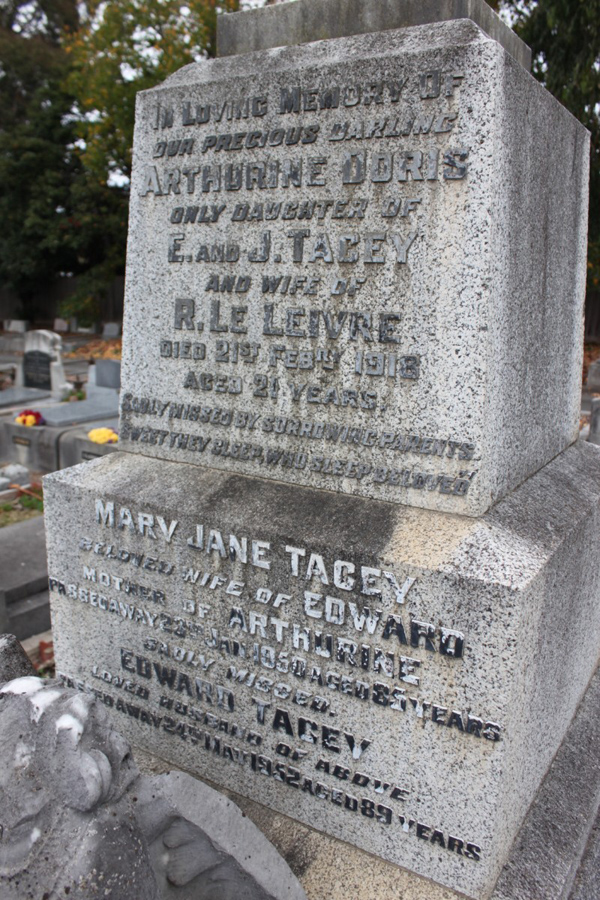 IN LOVING MEMORY OF
OUR PRECIOUS DARLING
ARTHURINE DORIS
ONLY DAUGHTER OF
E. AND J. TACEY
AND WIFE OF
R. LE LEIVRE
DIED 21ST FEBRY 1918
AGED 21 YEARS.
SADLY MISSED BY SORROWING PARENTS.
SWEET THEY SLEEP, WHO SLEEP BELOVED
MARY JANE TACEY
BELOVED WIFE OF EDWARD
MOTHER OF ARTHURINE
PASSED AWAY JAN. 1950 AGED 85 YEARS
SADLY MISSED.
EDWARD TACEY
LOVED HUSBAND OF ABOVE.
PASSED AWAY 24TH 1952 AGED 89 YEARS